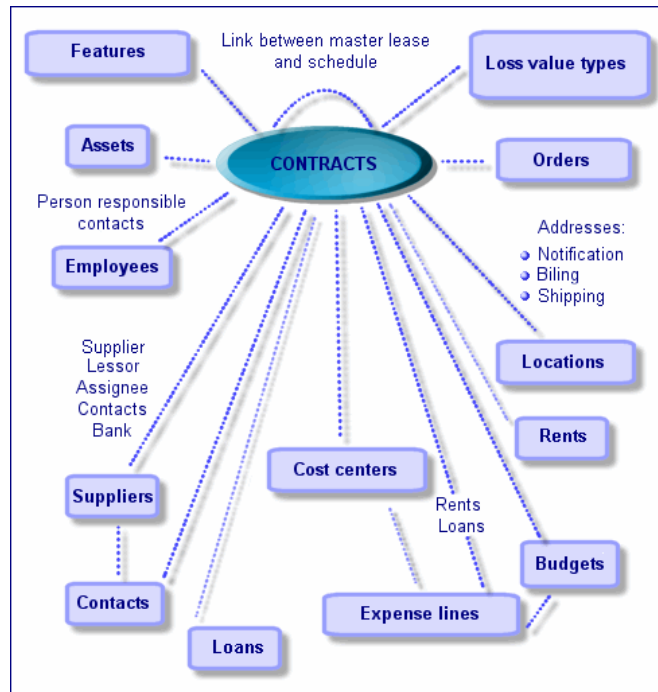 Features
Link between master lease
and schedule
Loss value types
Assets
CONTRACTS
Orders
Person responsible
contacts
Employees
Addresses:
Notification
Biling
Shipping
Supplier
Lessor
Assignee
Contacts
Bank
Locations
Rents
Cost centers
Suppliers
Rents
Loans
Budgets
Contacts
Expense lines
Loans